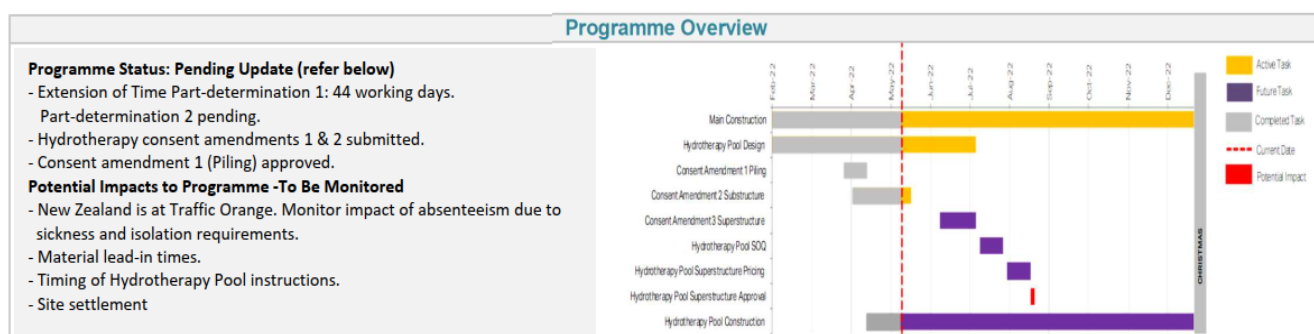 Programme Overview
Programme Status: Pending Update (refer below)
- Extension of Time Part-determination 1: 44 working days.
Part-determination 2 pending.
- Hydrotherapy consent amendments 1 & 2 submitted.
- Consent amendment 1 (Piling) approved.
Potential Impacts to Programme -To Be Monitored
- New Zealand is at Traffic Orange. Monitor impact of absenteeism due to
sickness and isolation requirements.
- Material lead-in times.
- Timing of Hydrotherapy Pool instructions.
- Site settlement
Feb-22
Mar-22
Apr-22
May-22
Jun-22
Jul-22
Aug-22
Sep-22
Oct-22
Nov-22
Dec-22
Main Construction
Hydrotherapy Pool Design
Consent Amendment 1 Piling
Consent Amendment 2 Substructure
Consent Amendment 3 Superstructure
Hydrotherapy Pool SDQ
Hydrotherapy Pool Superstructure Pricing
Hydrotherapy Pool Superstructure Approval
Hydrotherapy Pool Construction
CHRISTMAS
Active Task
Future Task
Completed Task
Current Date
Potential Impact